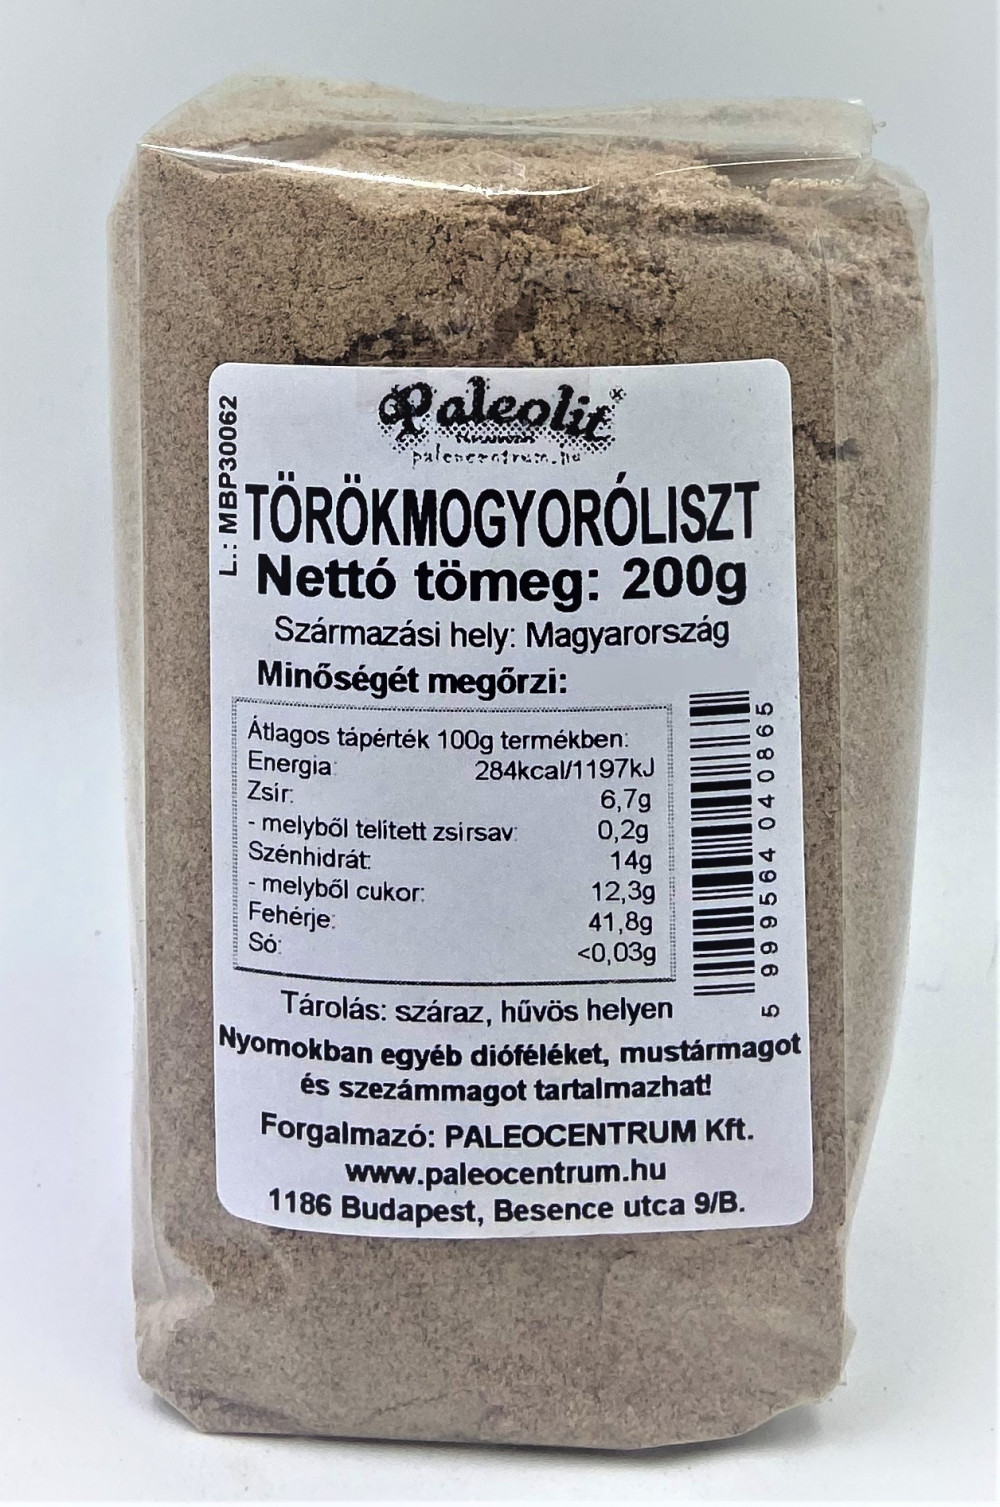 Paleolit
paleocentrum.hu
L.: MBP30062
TÖRÖKMOGYORÓLISZT
Nettó tömeg: 200g
Származási hely: Magyarország
Minőségét megőrzi:
Átlagos tápérték 100g termékben:
Energia: 284kcal/1197kJ
Zsír: 6,7g
- melyből telített zsírsav: 0,2g
Szénhidrát: 14g
- melyből cukor: 12,3g
Fehérje: 41,8g
Só: <0,03g
5 999564 040865
Tárolás: száraz, hűvös helyen
Nyomokban egyéb dióféléket, mustármagot
és szezámmagot tartalmazhat!
Forgalmazó: PALEOCENTRUM Kft.
www.paleocentrum.hu
1186 Budapest, Besence utca 9/B.